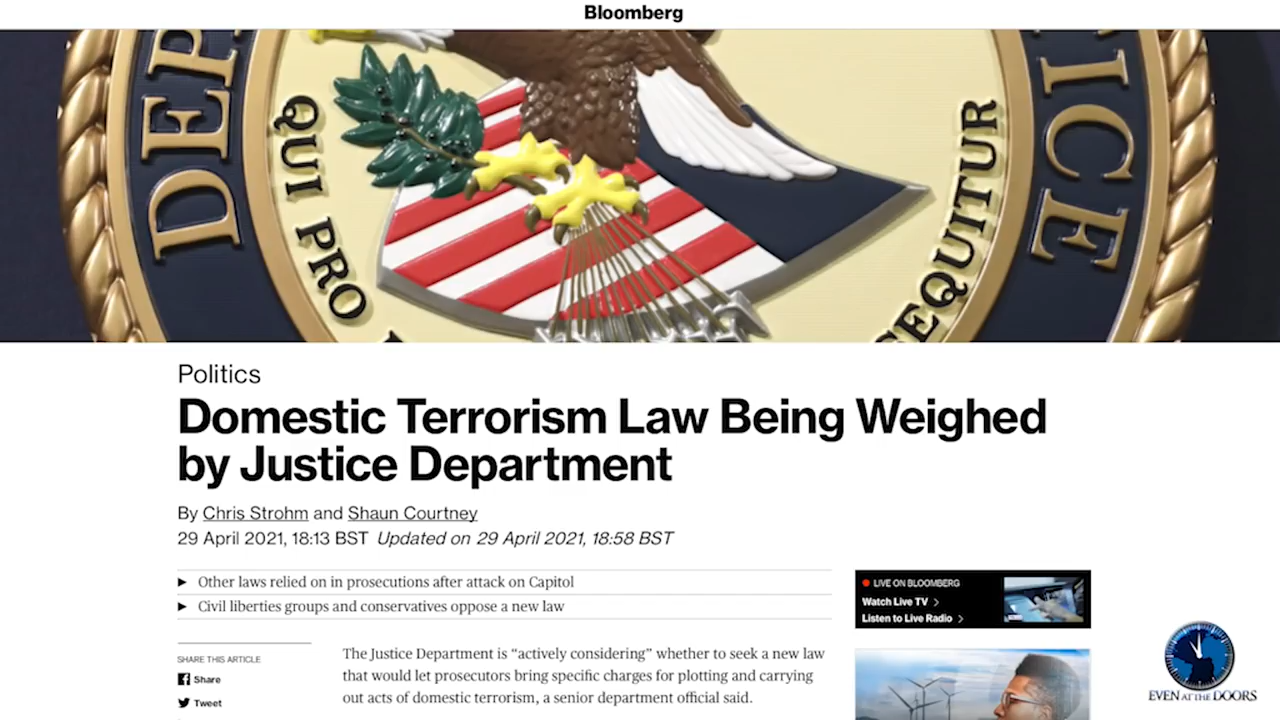 Bloomberg
DEP
ICE
QUI PRO
SEQUITUR
Politics
Domestic Terrorism Law Being Weighed
by Justice Department
By Chris Strohm and Shaun Courtney
29 April 2021, 18:13 BST Updated on 29 April 2021, 18:58 BST
► Other laws relied on in prosecutions after attack on Capitol
► Civil liberties groups and conservatives oppose a new law
LIVE ON BLOOMBERG
Watch Live TV >
Listen to Live Radio >
SHARE THIS ARTICLE
Share
Tweet
The Justice Department is “actively considering” whether to seek a new law
that would let prosecutors bring specific charges for plotting and carrying
out acts of domestic terrorism, a senior department official said.
EVEN AT THE DOORS